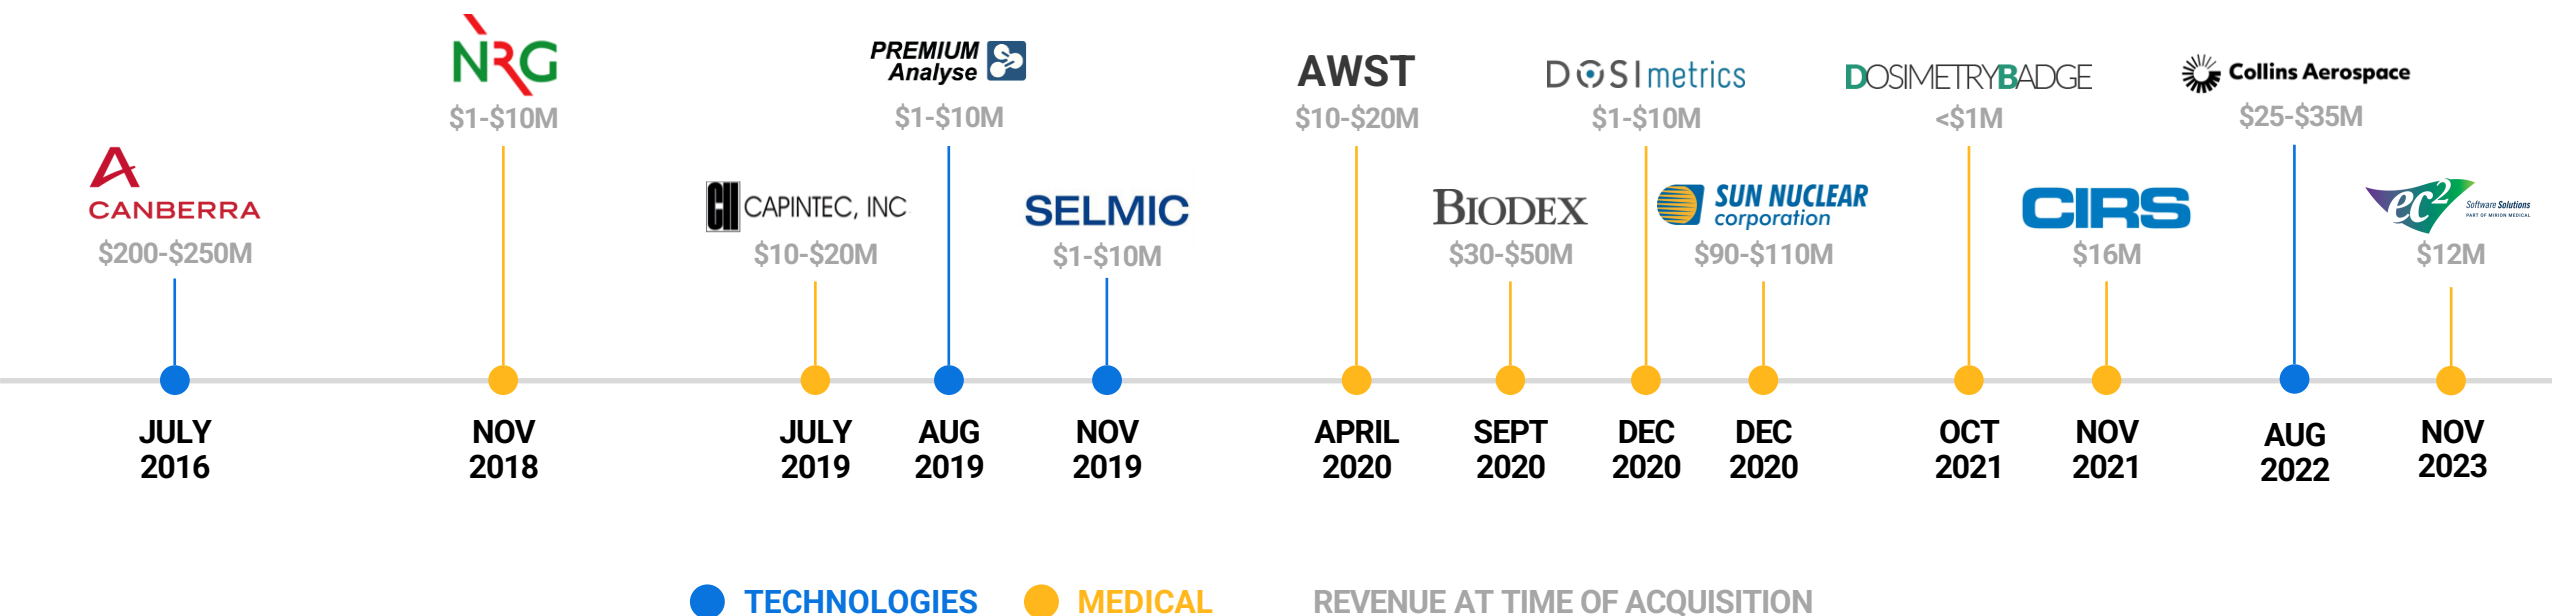 CANBERRA
$200-$250M
JULY
2016
NRG
$1-$10M
NOV
2018
CAPINTEC, INC
$10-$20M
JULY
2019
PREMIUM
Analyse
$1-$10M
AUG
2019
SELMIC
$1-$10M
NOV
2019
AWST
$10-$20M
APRIL
2020
BIODEX
$30-$50M
SEPT
2020
DOSImetrics
$1-$10M
DEC
2020
SUN NUCLEAR
corporation
$90-$110M
DEC
2020
DOSIMETRYBADGE
<$1M
OCT
2021
CIRS
$16M
NOV
2021
Collins Aerospace
$25-$35M
AUG
2022
ec²
Software Solutions
PART OF MIRION MEDICAL
$12M
NOV
2023
TECHNOLOGIES
MEDICAL
REVENUE AT TIME OF ACQUISITION